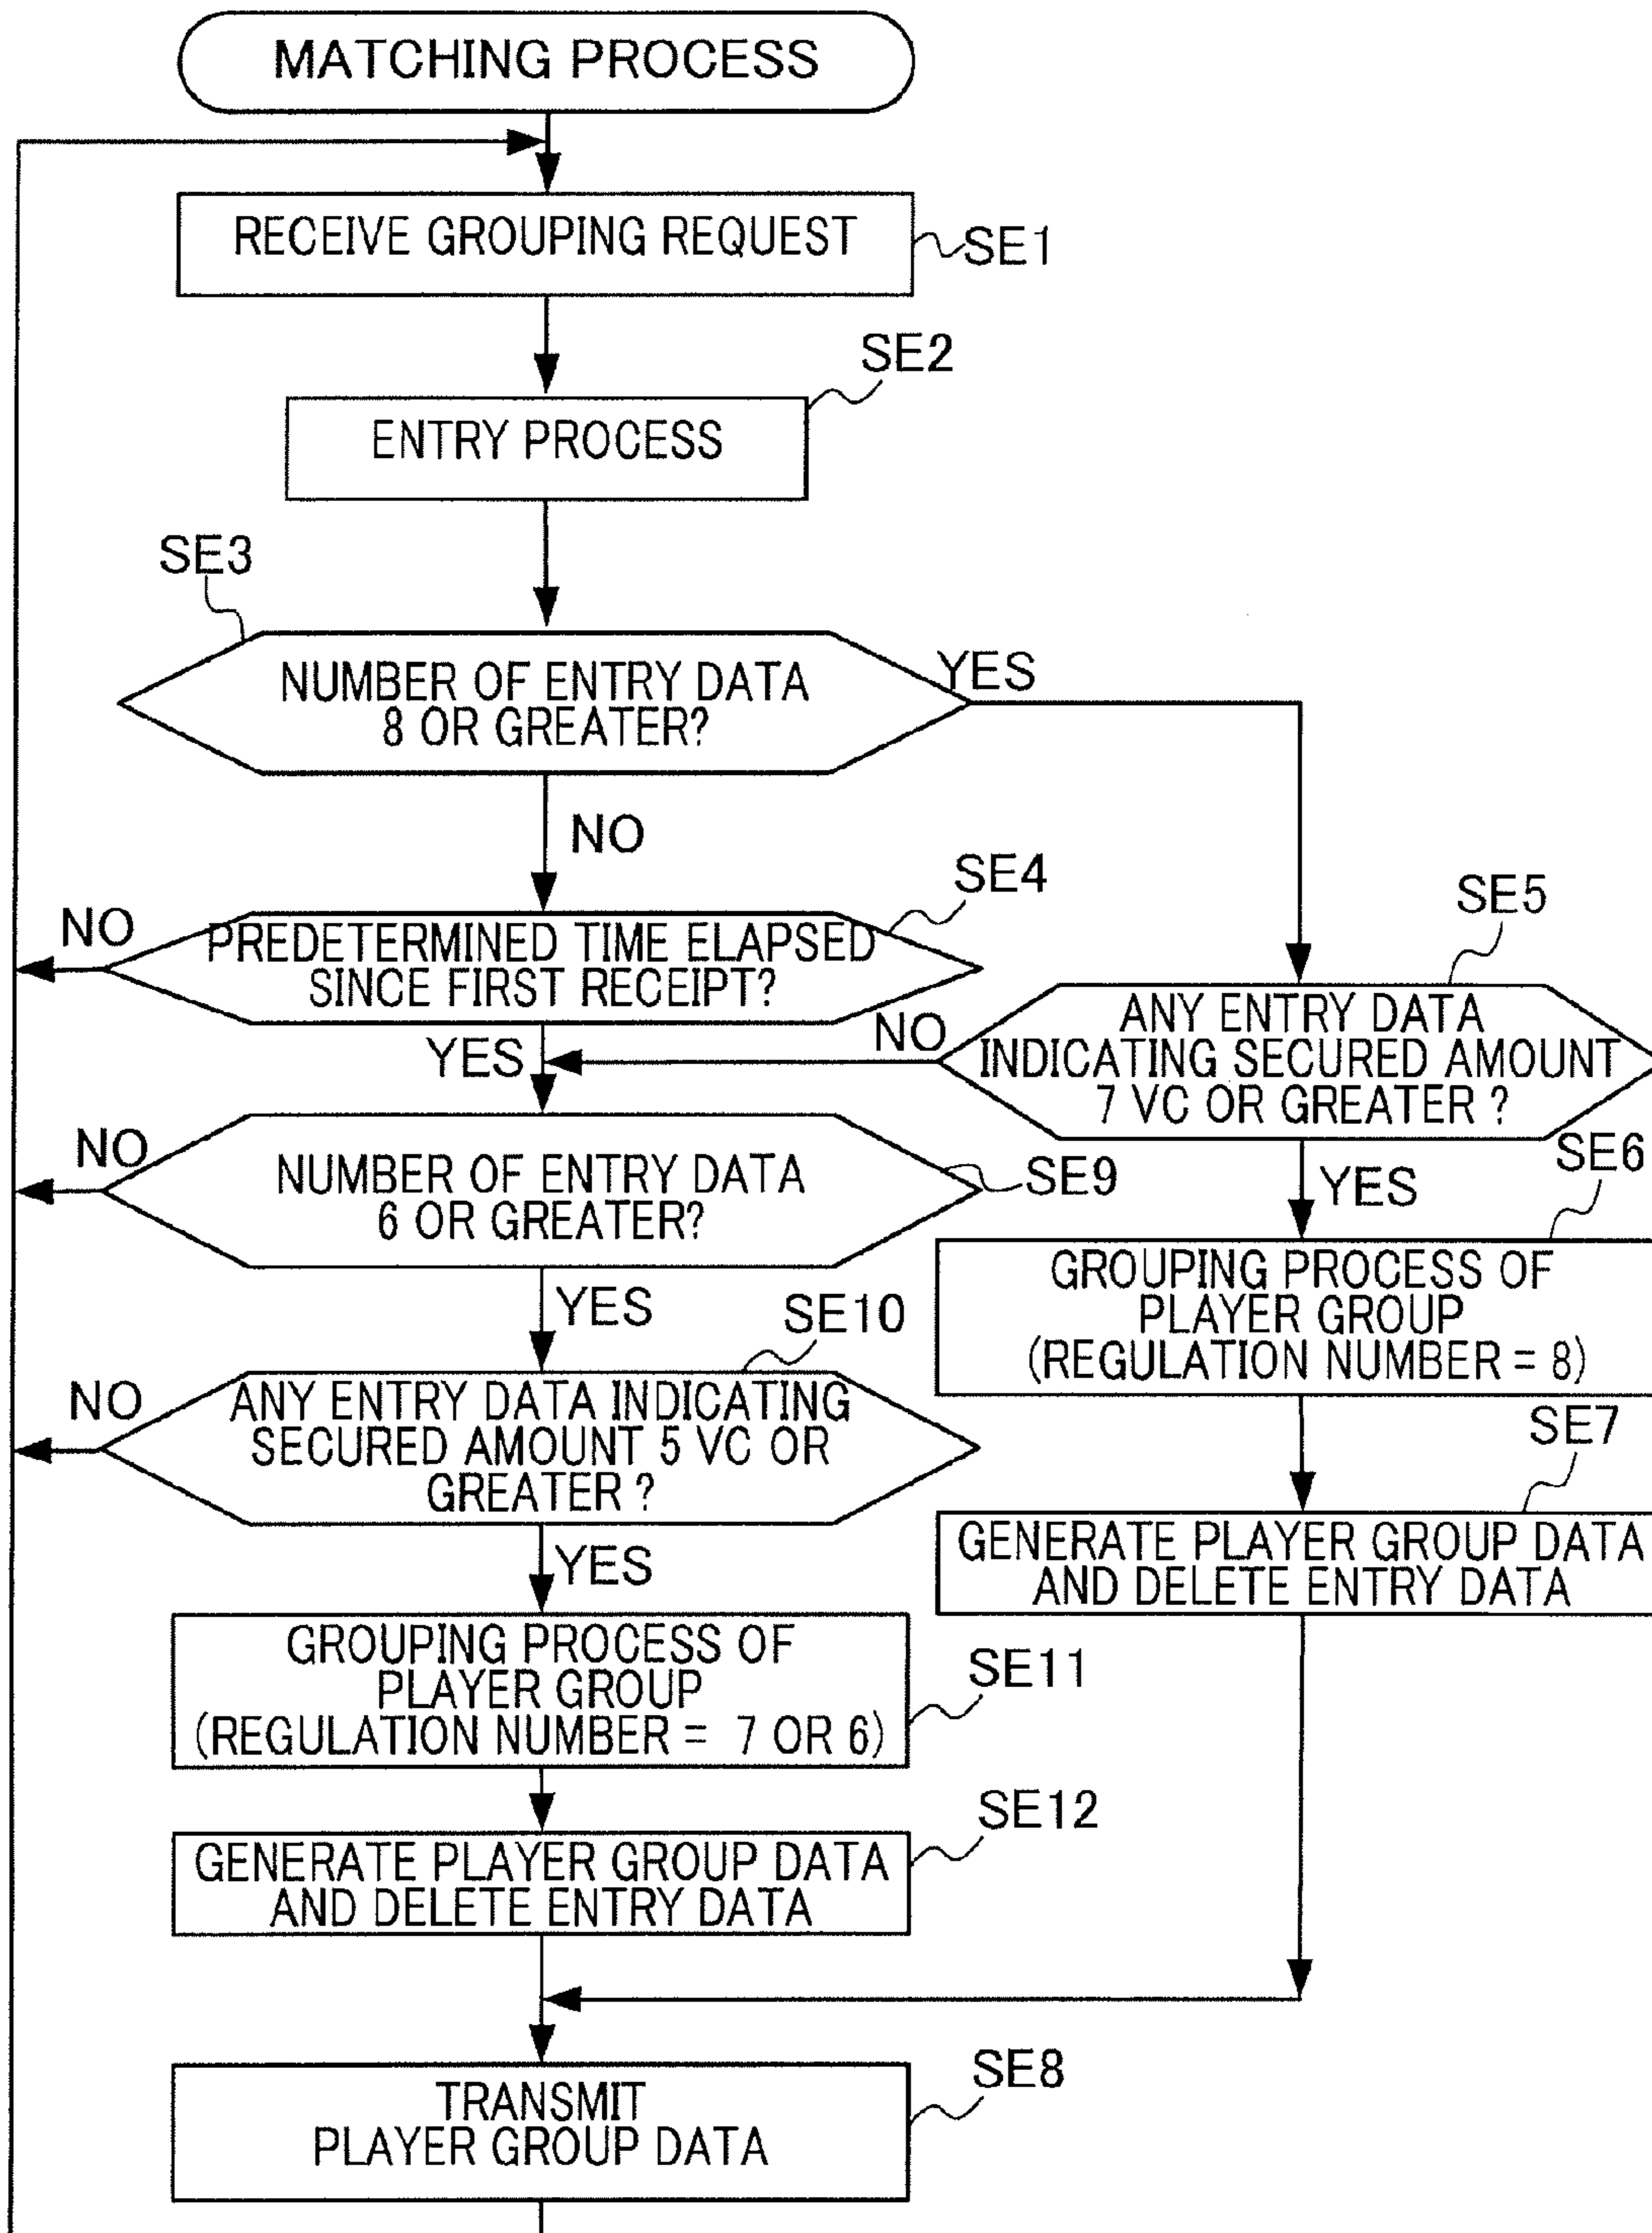 MATCHING PROCESS
RECEIVE GROUPING REQUEST
SE1
SE2
ENTRY PROCESS
SE3
NUMBER OF ENTRY DATA
8 OR GREATER?
YES
NO
SE4
NO
PREDETERMINED TIME ELAPSED
SINCE FIRST RECEIPT?
YES
SE5
ANY ENTRY DATA
INDICATING SECURED AMOUNT
7 VC OR GREATER ?
NO
YES
NO
NUMBER OF ENTRY DATA
6 OR GREATER?
SE9
YES
SE6
GROUPING PROCESS OF
PLAYER GROUP
(REGULATION NUMBER = 8)
SE10
NO
ANY ENTRY DATA INDICATING
SECURED AMOUNT 5 VC OR
GREATER ?
YES
SE7
GENERATE PLAYER GROUP DATA
AND DELETE ENTRY DATA
GROUPING PROCESS OF
PLAYER GROUP
(REGULATION NUMBER = 7 OR 6)
SE11
SE12
GENERATE PLAYER GROUP DATA
AND DELETE ENTRY DATA
TRANSMIT
PLAYER GROUP DATA
SE8